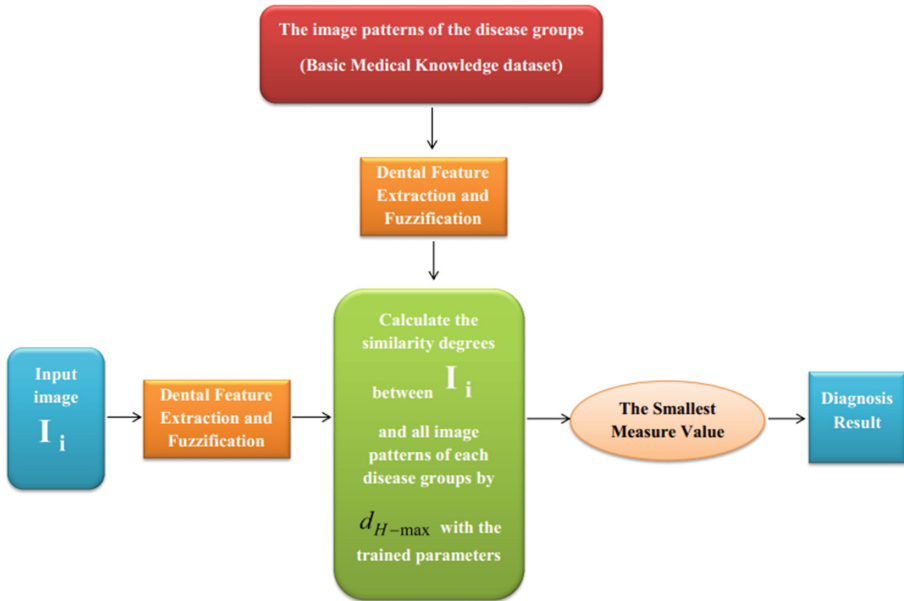 The image patterns of the disease groups
(Basic Medical Knowledge dataset)
Dental Feature
Extraction and
Fuzzification
Input
image
I i
Dental Feature
Extraction and
Fuzzification
Calculate the
similarity degrees
between I i
and all image
patterns of each
disease groups by
d H−max with the
trained parameters
The Smallest
Measure Value
Diagnosis
Result